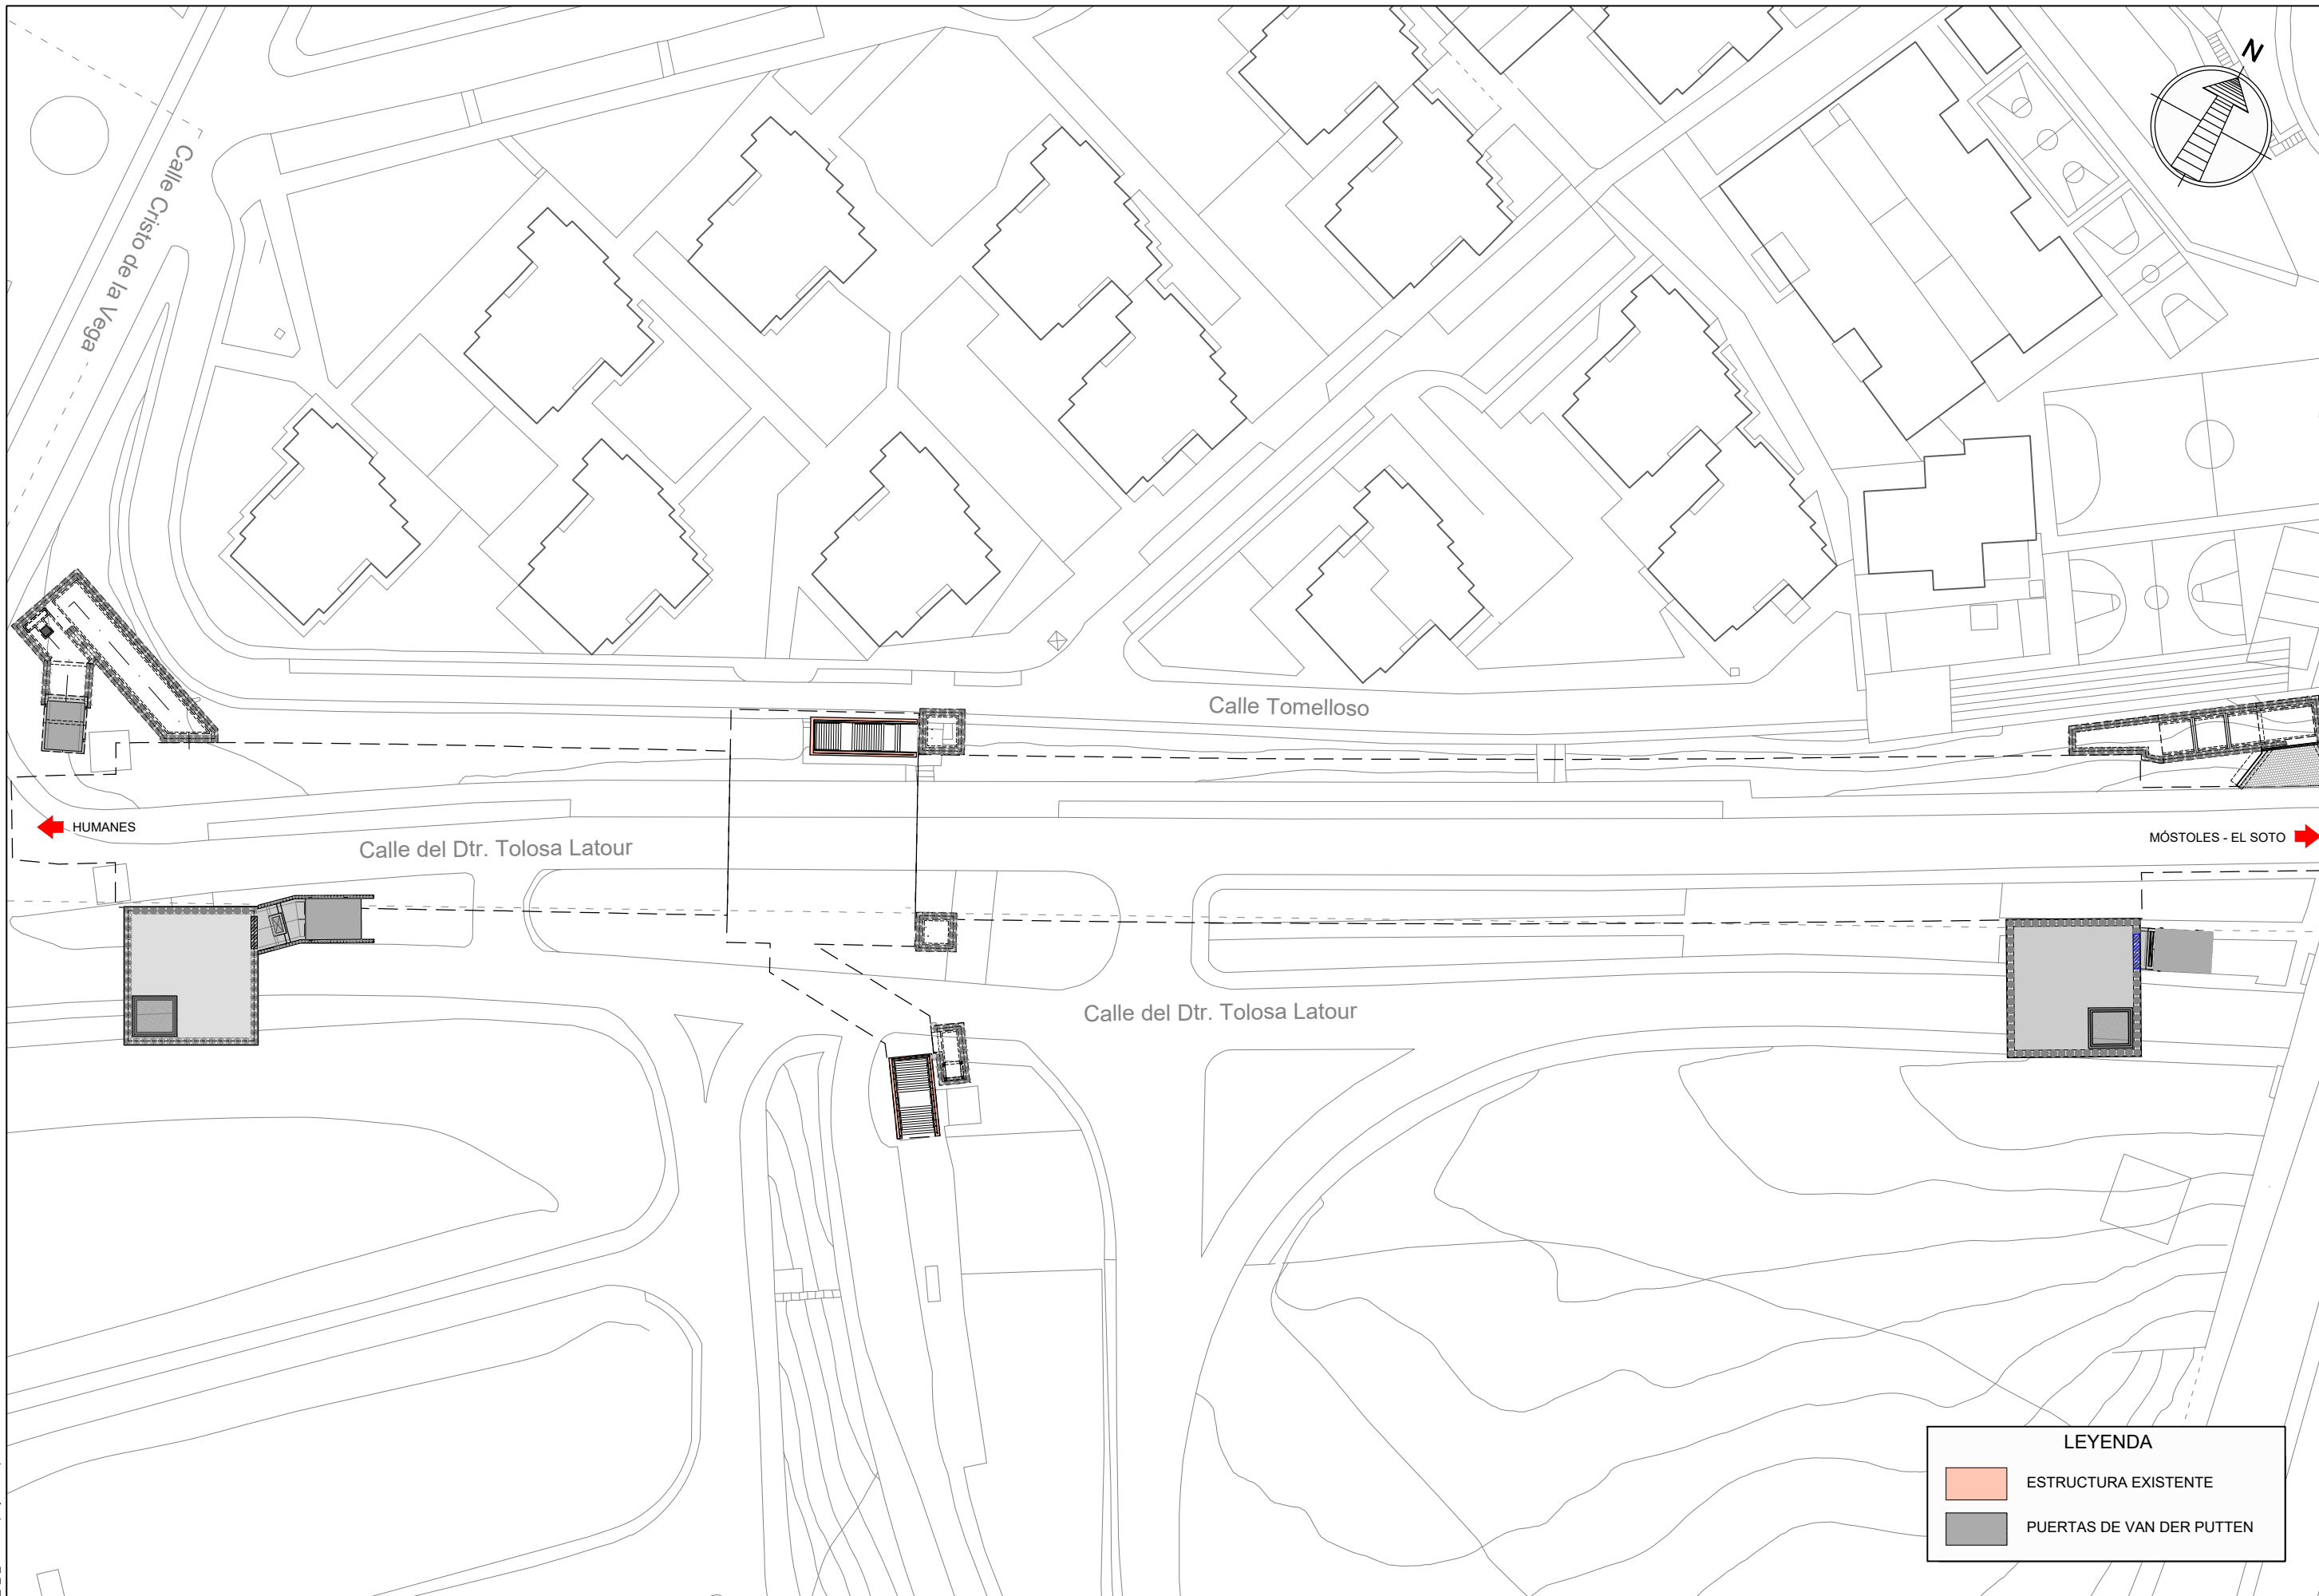 N
Calle Cristo de la Vega
Calle Tomelloso
HUMANES
MÓSTOLES - EL SOTO
Calle del Dtr. Tolosa Latour
Calle del Dtr. Tolosa Latour
LEYENDA
ESTRUCTURA EXISTENTE
PUERTAS DE VAN DER PUTTEN